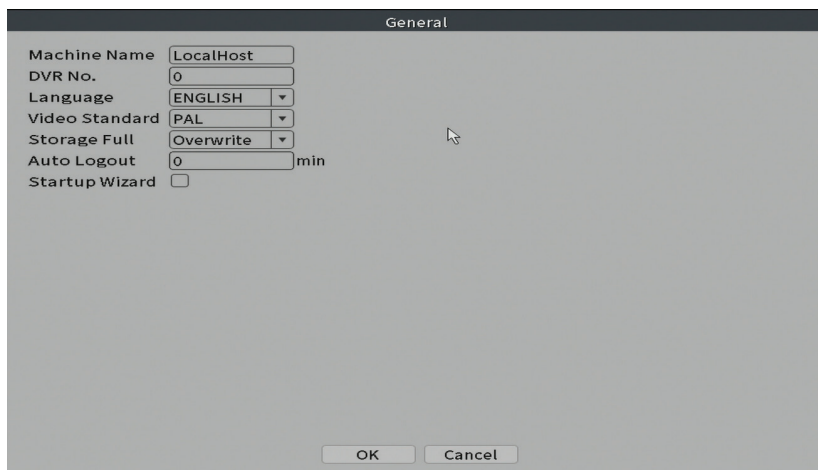 General
Machine Name LocalHost
DVR No. 0
Language ENGLISH
Video Standard PAL
Storage Full Overwrite
Auto Logout 0 min
Startup Wizard
OK Cancel